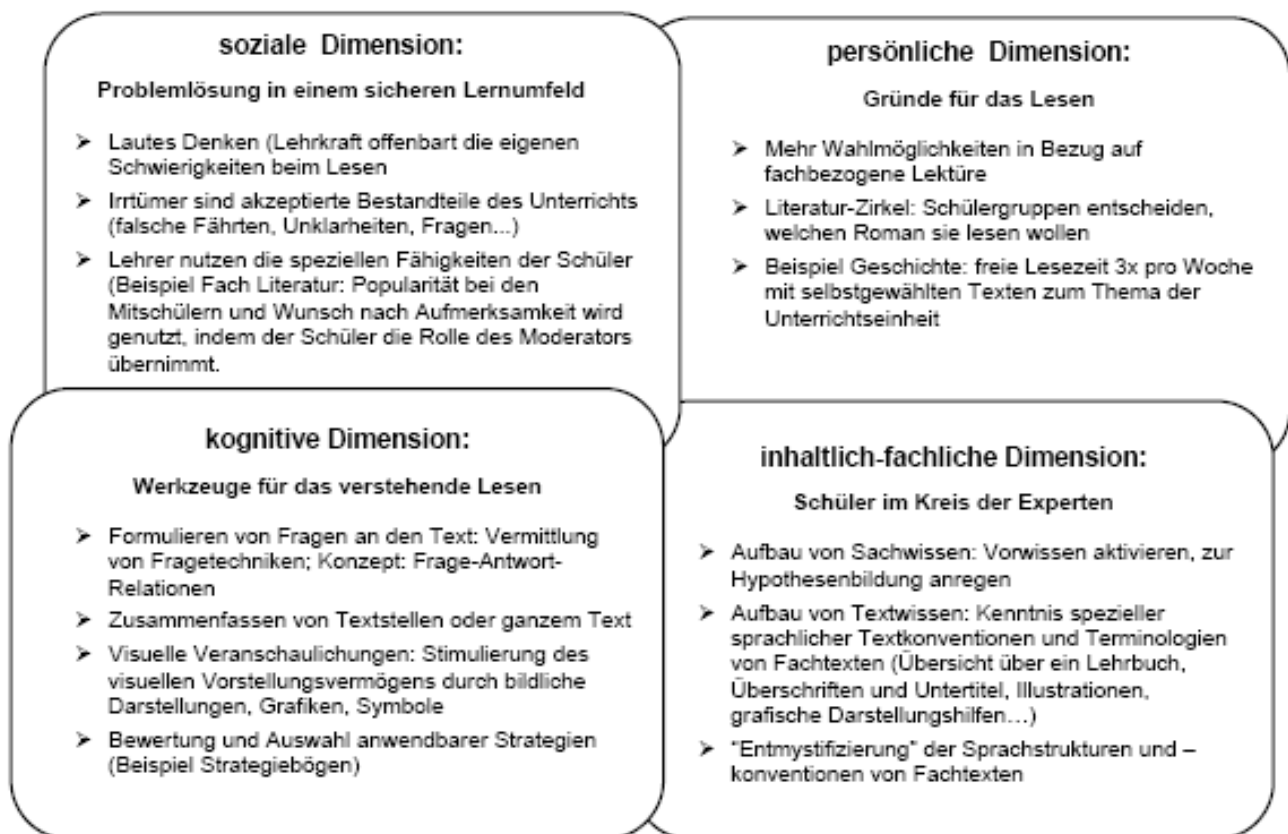 soziale Dimension:
Problemlösung in einem sicheren Lernumfeld
➢ Lautes Denken (Lehrkraft offenbart die eigenen
Schwierigkeiten beim Lesen
➢ Irrtümer sind akzeptierte Bestandteile des Unterrichts
(falsche Fährten, Unklarheiten, Fragen...)
➢ Lehrer nutzen die speziellen Fähigkeiten der Schüler
(Beispiel Fach Literatur: Popularität bei den
Mitschülern und Wunsch nach Aufmerksamkeit wird
genutzt, indem der Schüler die Rolle des Moderators
übernimmt.
persönliche Dimension:
Gründe für das Lesen
➢ Mehr Wahlmöglichkeiten in Bezug auf
fachbezogene Lektüre
➢ Literatur-Zirkel: Schülergruppen entscheiden,
welchen Roman sie lesen wollen
➢ Beispiel Geschichte: freie Lesezeit 3x pro Woche
mit selbstgewählten Texten zum Thema der
Unterrichtseinheit
kognitive Dimension:
Werkzeuge für das verstehende Lesen
➢ Formulieren von Fragen an den Text: Vermittlung
von Fragetechniken; Konzept: Frage-Antwort-
Relationen
➢ Zusammenfassen von Textstellen oder ganzem Text
➢ Visuelle Veranschaulichungen: Stimulierung des
visuellen Vorstellungsvermögens durch bildliche
Darstellungen, Grafiken, Symbole
➢ Bewertung und Auswahl anwendbarer Strategien
(Beispiel Strategiebögen)
inhaltlich-fachliche Dimension:
Schüler im Kreis der Experten
➢ Aufbau von Sachwissen: Vorwissen aktivieren, zur
Hypothesenbildung anregen
➢ Aufbau von Textwissen: Kenntnis spezieller
sprachlicher Textkonventionen und Terminologien
von Fachtexten (Übersicht über ein Lehrbuch,
Überschriften und Untertitel, Illustrationen,
grafische Darstellungshilfen…)
➢ "Entmystifizierung" der Sprachstrukturen und –
konventionen von Fachtexten